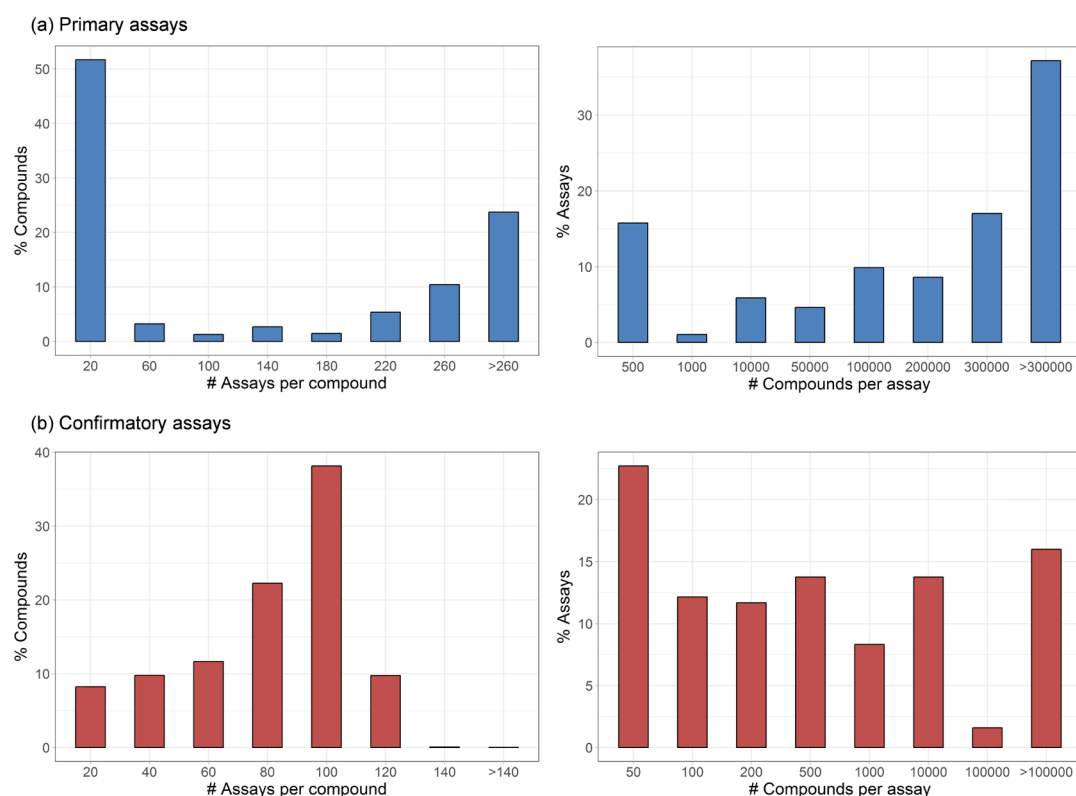 (a) Primary assays
% Compounds
50
40
30
20
10
0
20 60 100 140 180 220 260 >260
# Assays per compound
% Assays
30
20
10
0
500 1000 10000 50000 100000 200000 300000 >300000
# Compounds per assay
(b) Confirmatory assays
% Compounds
40
30
20
10
0
20 40 60 80 100 120 140 >140
# Assays per compound
% Assays
20
15
10
5
0
50 100 200 500 1000 10000 100000 >100000
# Compounds per assay